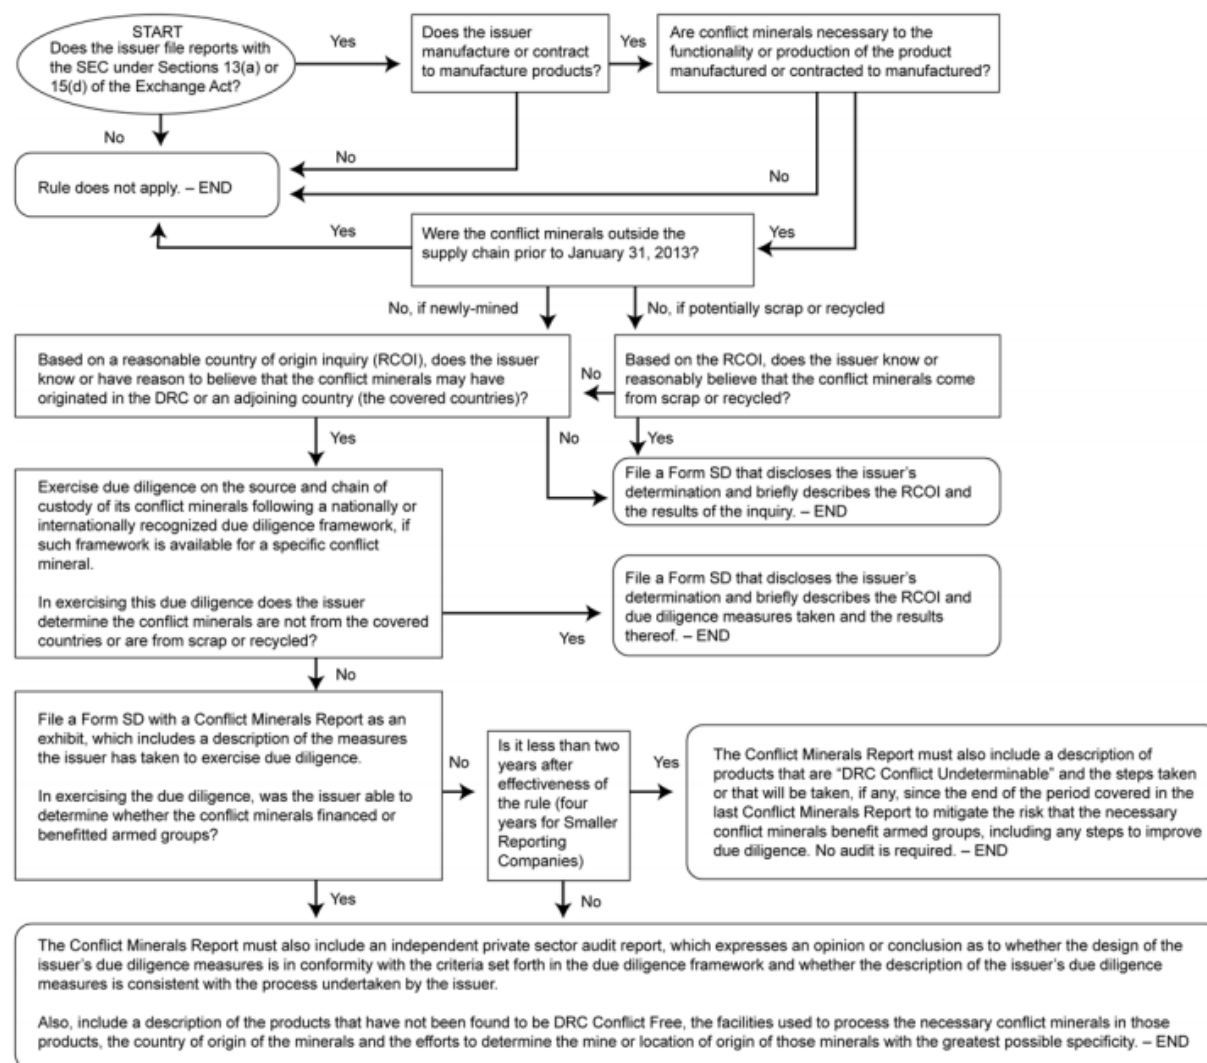 START
Does the issuer file reports with
the SEC under Sections 13(a) or
15(d) of the Exchange Act?
Yes
Does the issuer
manufacture or contract
to manufacture products?
Yes
Are conflict minerals necessary to the
functionality or production of the product
manufactured or contracted to manufactured?
No
No
No
Rule does not apply. – END
Yes
Were the conflict minerals outside the
supply chain prior to January 31, 2013?
Yes
No, if newly-mined
No, if potentially scrap or recycled
Based on a reasonable country of origin inquiry (RCOI), does the issuer
know or have reason to believe that the conflict minerals may have
originated in the DRC or an adjoining country (the covered countries)?
No
Based on the RCOI, does the issuer know or
reasonably believe that the conflict minerals come
from scrap or recycled?
Yes
No
Yes
File a Form SD that discloses the issuer's
determination and briefly describes the RCOI and
the results of the inquiry. – END
Exercise due diligence on the source and chain of
custody of its conflict minerals following a nationally or
internationally recognized due diligence framework, if
such framework is available for a specific conflict
mineral.
In exercising this due diligence does the issuer
determine the conflict minerals are not from the covered
countries or are from scrap or recycled?
Yes
File a Form SD that discloses the issuer's
determination and briefly describes the RCOI and
due diligence measures taken and the results
thereof. – END
No
File a Form SD with a Conflict Minerals Report as an
exhibit, which includes a description of the measures
the issuer has taken to exercise due diligence.
In exercising the due diligence, was the issuer able to
determine whether the conflict minerals financed or
benefitted armed groups?
No
Is it less than two
years after
effectiveness of
the rule (four
years for Smaller
Reporting
Companies)
Yes
The Conflict Minerals Report must also include a description of
products that are “DRC Conflict Undeterminable” and the steps taken
or that will be taken, if any, since the end of the period covered in the
last Conflict Minerals Report to mitigate the risk that the necessary
conflict minerals benefit armed groups, including any steps to improve
due diligence. No audit is required. – END
Yes
No
The Conflict Minerals Report must also include an independent private sector audit report, which expresses an opinion or conclusion as to whether the design of the
issuer's due diligence measures is in conformity with the criteria set forth in the due diligence framework and whether the description of the issuer's due diligence
measures is consistent with the process undertaken by the issuer.
Also, include a description of the products that have not been found to be DRC Conflict Free, the facilities used to process the necessary conflict minerals in those
products, the country of origin of the minerals and the efforts to determine the mine or location of origin of those minerals with the greatest possible specificity. – END